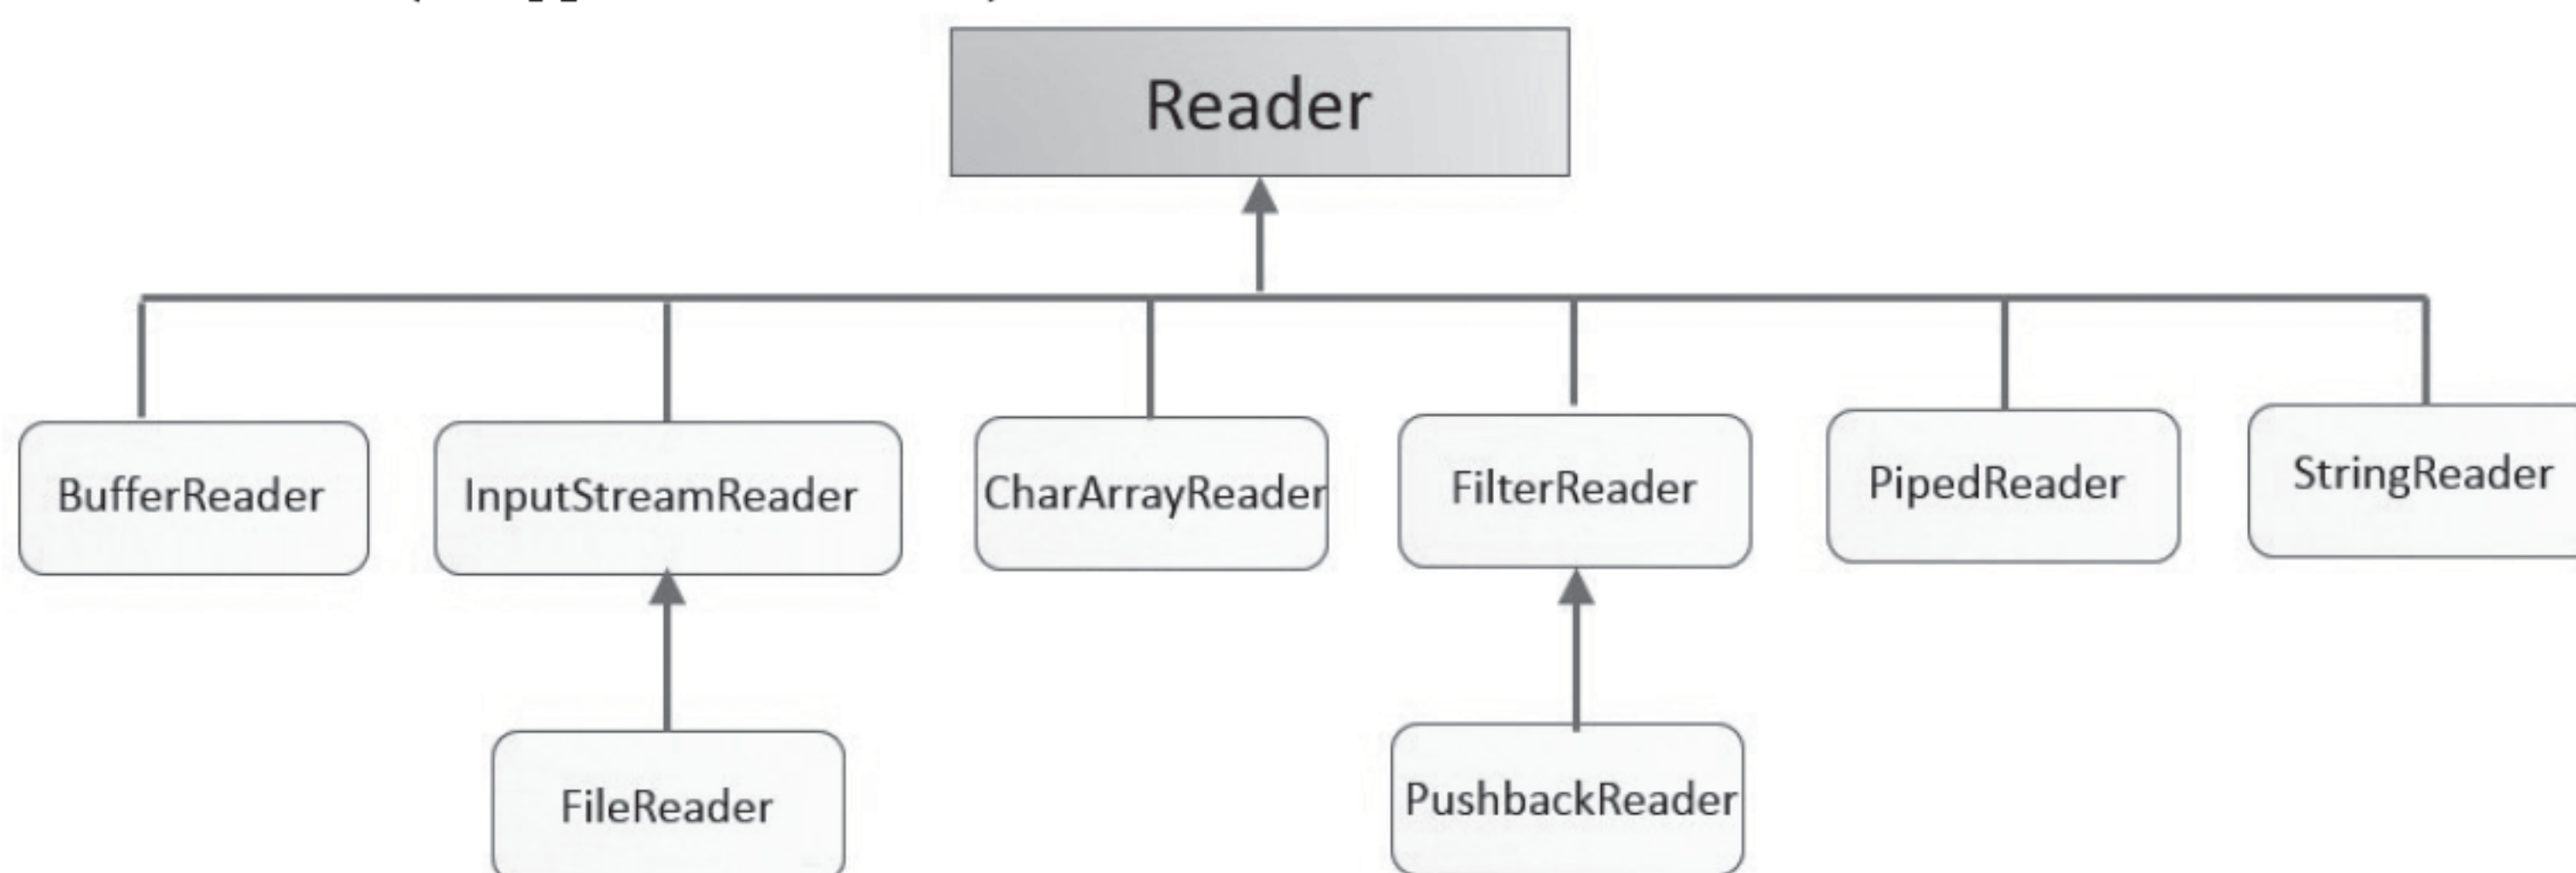 Reader
BufferReader
InputStreamReader
CharArrayReader
FilterReader
PipedReader
StringReader
FileReader
PushbackReader